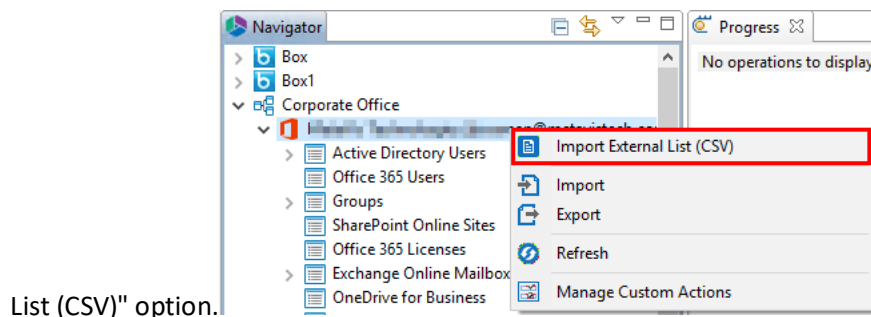 Navigator
Progress
Box
No operations to display
Box1
Corporate Office
Import External List (CSV)
Active Directory Users
Office 365 Users
Import
Groups
Export
SharePoint Online Sites
Office 365 Licenses
Refresh
Exchange Online Mailbox
OneDrive for Business
Manage Custom Actions
List (CSV)" option.